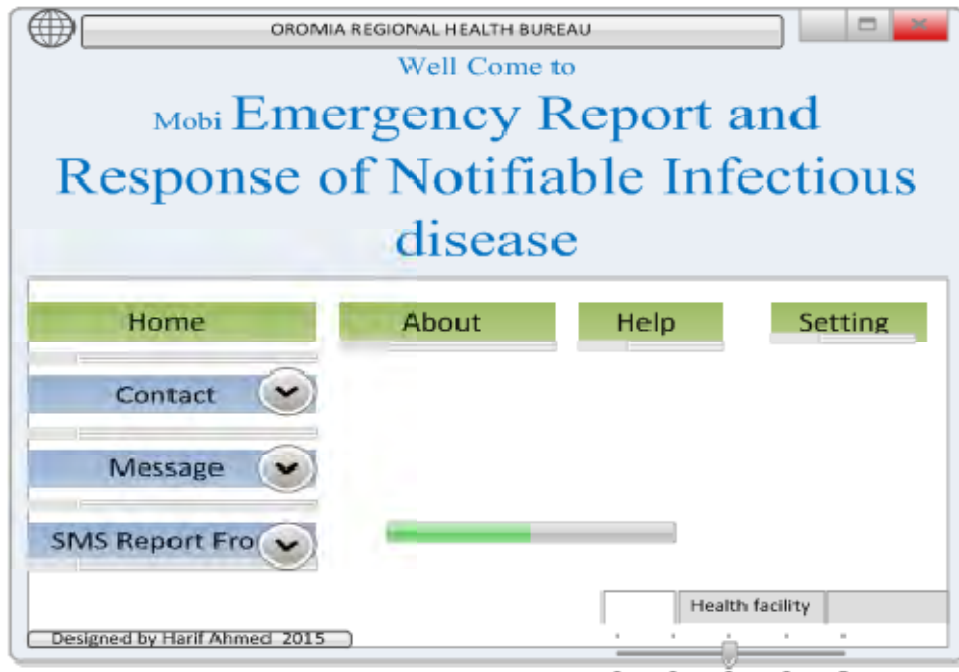 OROMIA REGIONAL HEALTH BUREAU
Well Come to
Mobi Emergency Report and
Response of Notifiable Infectious
disease
Home About Help Setting
Contact
Message
SMS Report Fro
Health facility
Designed by Harif Ahmed 2015